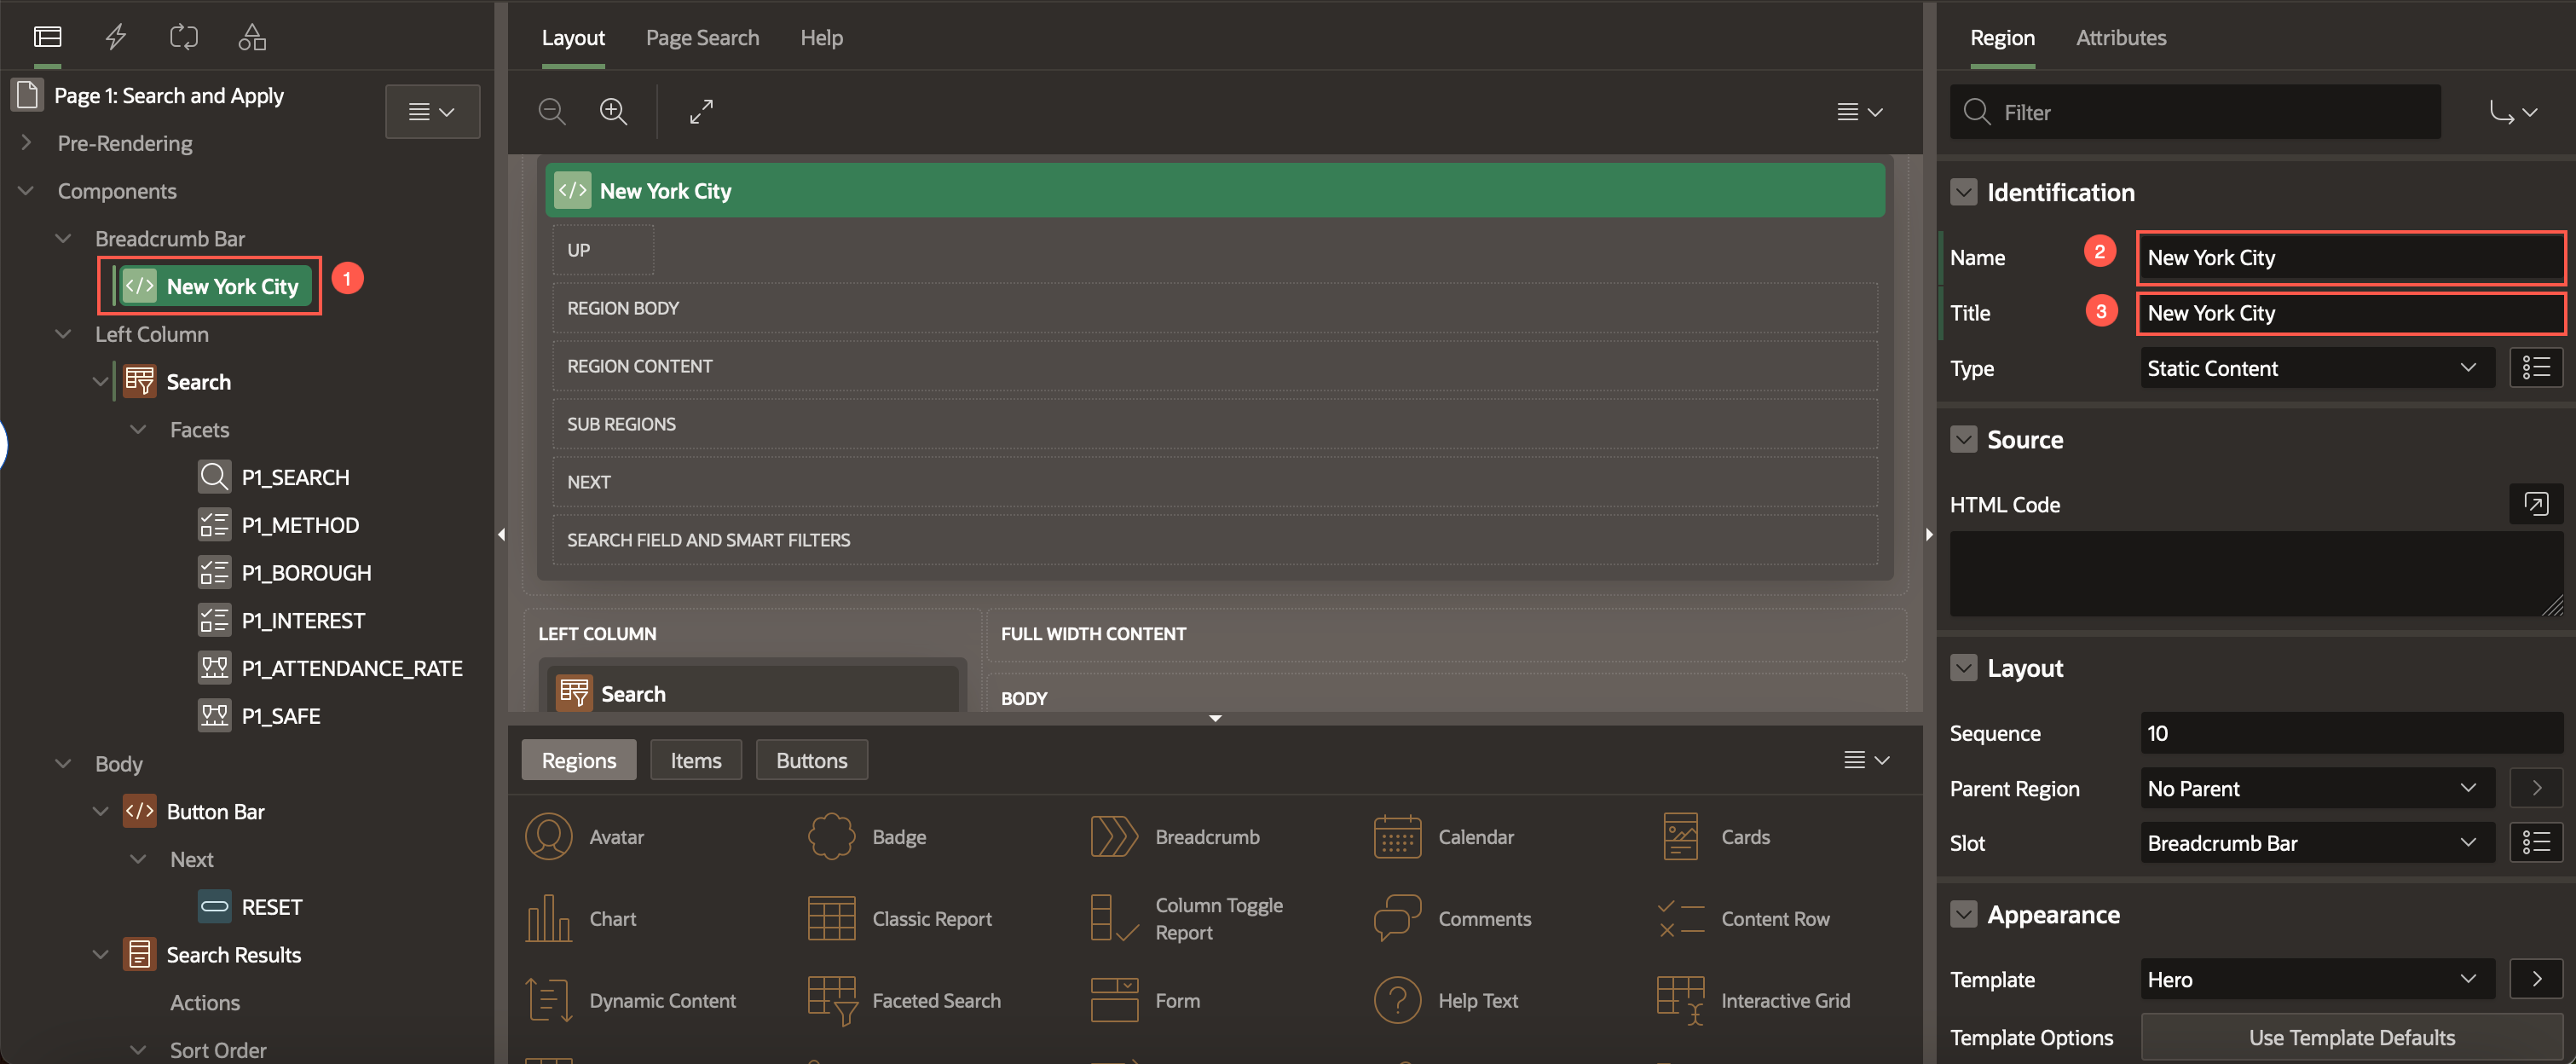 Page 1: Search and Apply
Pre-Rendering
Components
Breadcrumb Bar
</> New York City 1
Left Column
Search
Facets
P1_SEARCH
P1_METHOD
P1_BOROUGH
P1_INTEREST
P1_ATTENDANCE_RATE
P1_SAFE
Body
</> Button Bar
Next
RESET
Search Results
Actions
Sort Order
Layout Page Search Help
</> New York City
UP
REGION BODY
REGION CONTENT
SUB REGIONS
NEXT
SEARCH FIELD AND SMART FILTERS
LEFT COLUMN
Search
FULL WIDTH CONTENT
BODY
Regions Items Buttons
Avatar Badge Breadcrumb Calendar Cards
Chart Classic Report Column Toggle Report Comments Content Row
Dynamic Content Faceted Search Form Help Text Interactive Grid
Region Attributes
Filter
Identification
Name 2 New York City
Title 3 New York City
Type Static Content
Source
HTML Code
Layout
Sequence 10
Parent Region No Parent
Slot Breadcrumb Bar
Appearance
Template Hero
Template Options Use Template Defaults